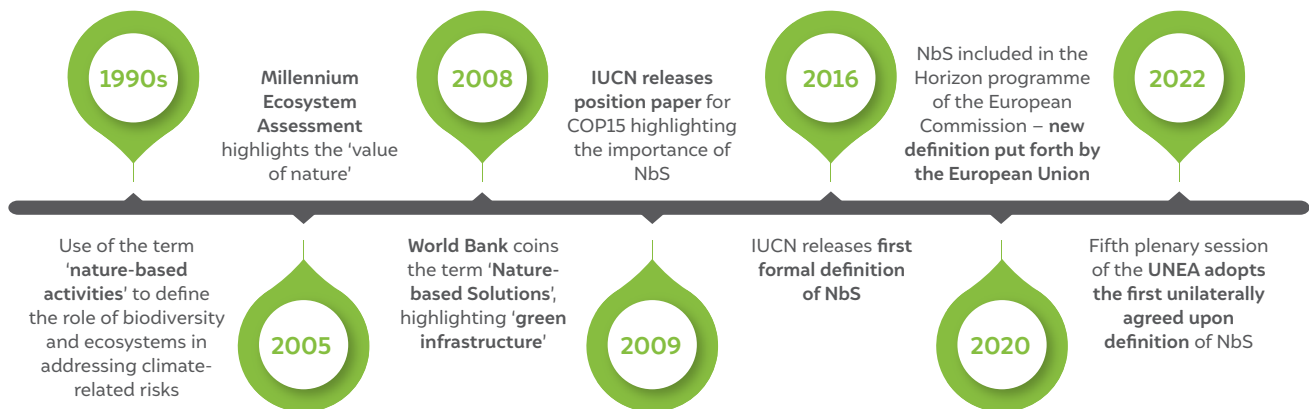 1990s
Use of the term
‘nature-based
activities’ to define
the role of biodiversity
and ecosystems in
addressing climate-
related risks
Millennium
Ecosystem
Assessment
highlights the ‘value
of nature’
2005
2008
World Bank coins
the term ‘Nature-
based Solutions’,
highlighting ‘green
infrastructure’
IUCN releases
position paper for
COP15 highlighting
the importance of
NbS
2009
2016
IUCN releases first
formal definition
of NbS
NbS included in the
Horizon programme
of the European
Commission – new
definition put forth by
the European Union
2020
2022
Fifth plenary session
of the UNEA adopts
the first unilaterally
agreed upon
definition of NbS